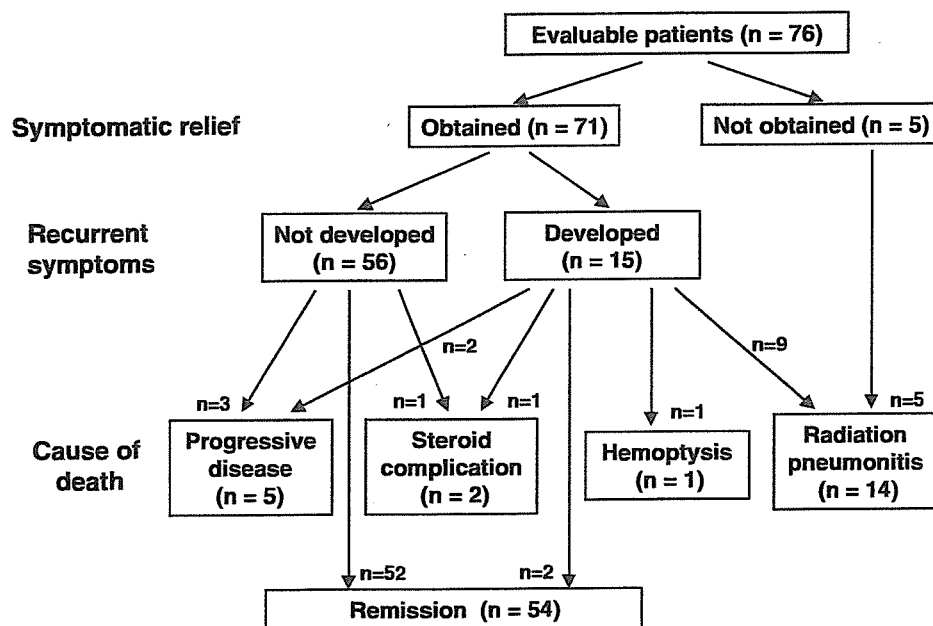 Evaluable patients (n = 76)
Symptomatic relief
Obtained (n = 71)
Not obtained (n = 5)
Recurrent
symptoms
Not developed
(n = 56)
Developed
(n = 15)
n=2
n=9
n=3
n=1
n=1
n=1
n=5
Cause of
death
Progressive
disease
(n = 5)
Steroid
complication
(n = 2)
Hemoptysis
(n = 1)
Radiation
pneumonitis
(n = 14)
n=52
n=2
Remission (n = 54)